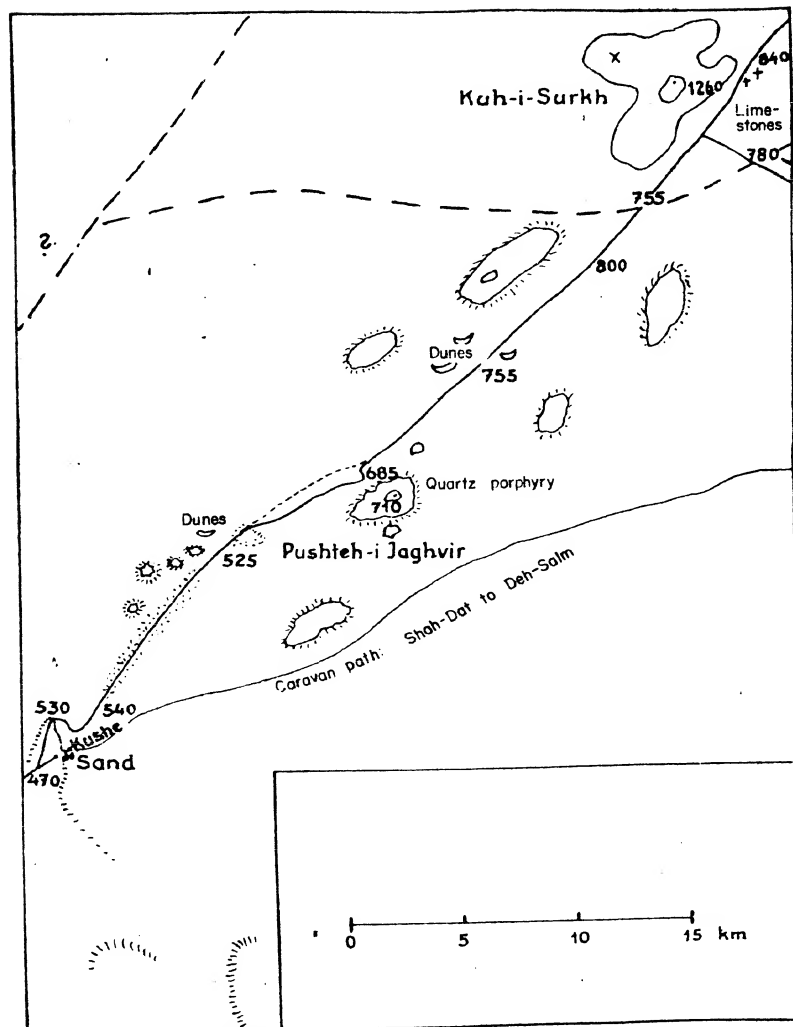 840
Kuh-i-Surkh
1260
Lime-
stones
780
755
?
800
Dunes
755
685
Quartz porphyry
710
Dunes
525
Pushteh-i Jaghvir
Caravan path: Shah-Dat to Deh-Salm
530
540
Kushe
Sand
470
0 5 10 15 km